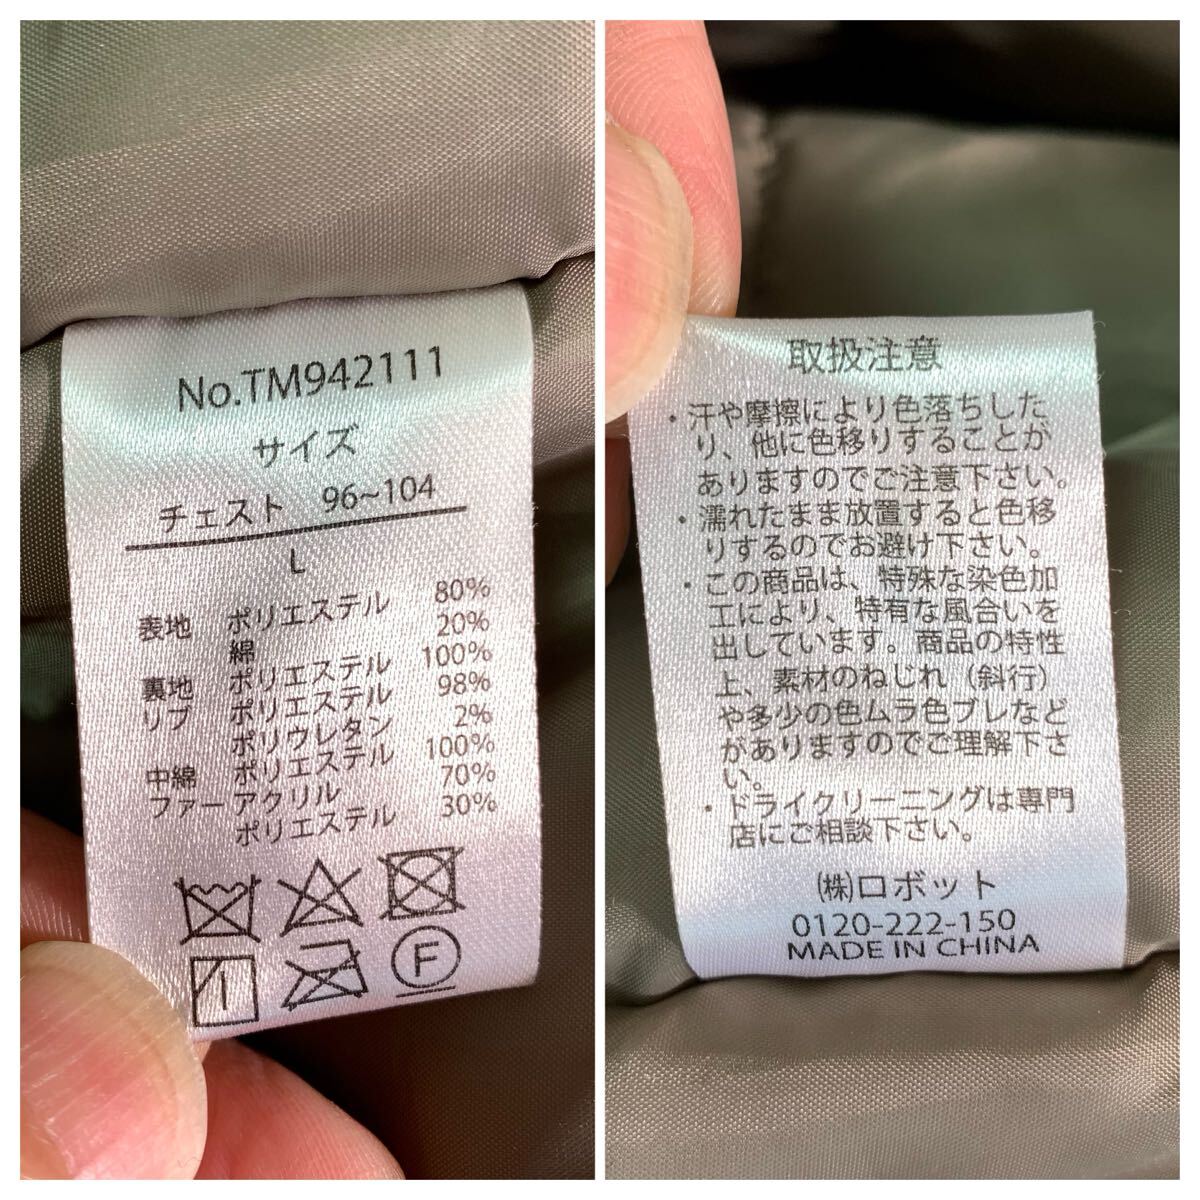 No.TM942111
サイズ
チェスト 96~104
L
表地 ポリエステル 80%
綿 20%
裏地 ポリエステル 100%
リブ ポリエステル 98%
ポリウレタン 2%
中綿 ポリエステル 100%
ファー アクリル 70%
ポリエステル 30%
F
取扱注意
・汗や摩擦により色落ちした
り、他に色移りすることが
ありますのでご注意下さい。
・濡れたまま放置すると色移
りするのでお避け下さい。
・この商品は、特殊な染色加
工により、特有な風合いを
出しています。商品の特性
上、素材のねじれ（斜行）
や多少の色ムラ色ブレなど
がありますのでご理解下さ
い。
・ドライクリーニングは専門
店にご相談下さい。
㈱ロボット
0120-222-150
MADE IN CHINA